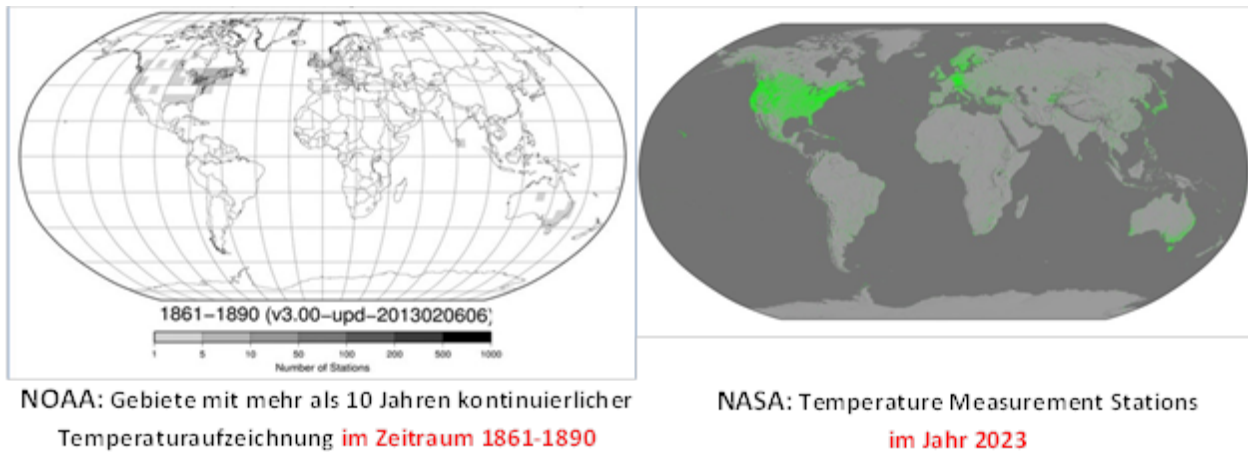 1861-1890 (v3.00-upd-2013020606)
1 5 10 50 100 200 500 1000
Number of Stations
NOAA: Gebiete mit mehr als 10 Jahren kontinuierlicher
Temperaturaufzeichnung im Zeitraum 1861-1890
NASA: Temperature Measurement Stations
im Jahr 2023